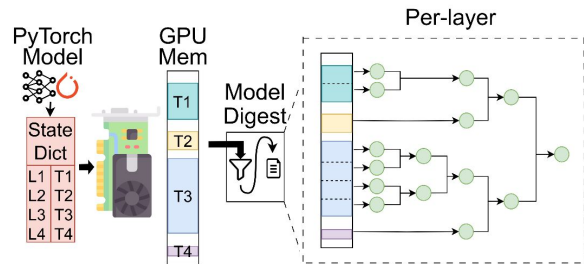 PyTorch
Model
State
Dict
L1 T1
L2 T2
L3 T3
L4 T4
GPU
Mem
T1
T2
T3
T4
Model
Digest
Per-layer